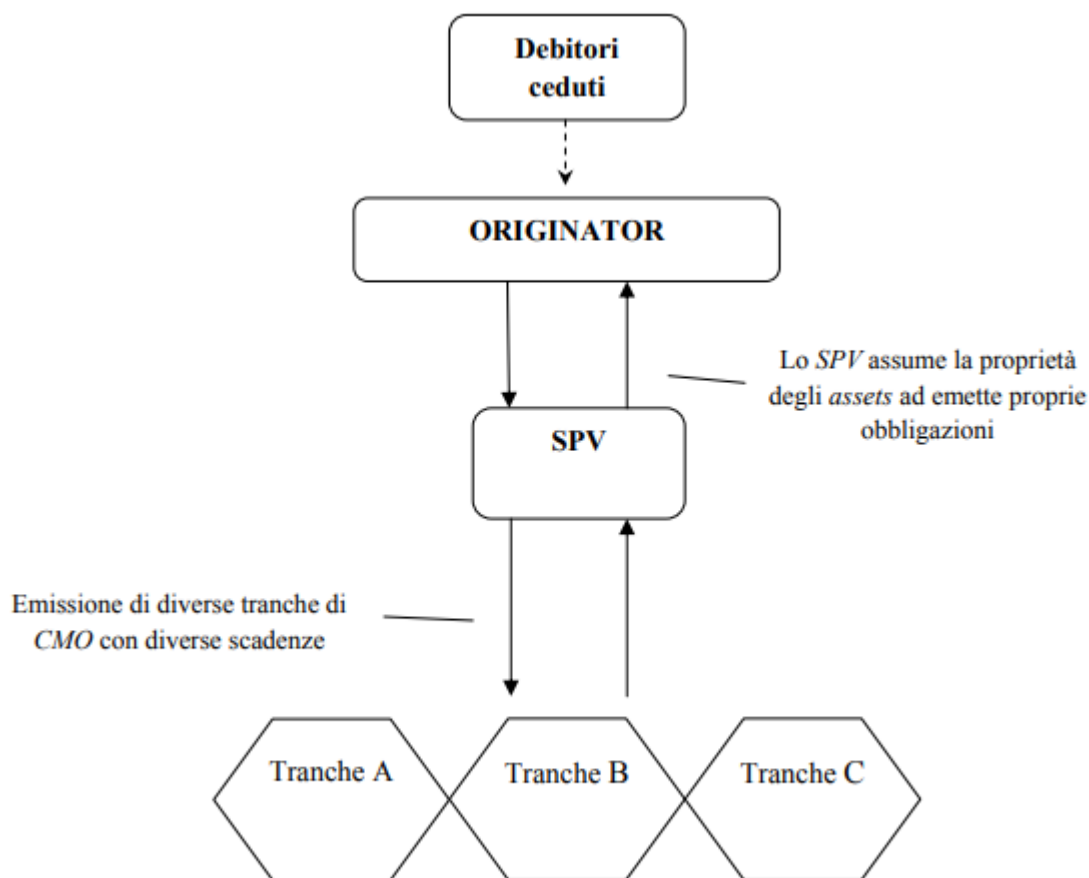 Debitori
ceduti
ORIGINATOR
Lo SPV assume la proprietà
degli assets ad emette proprie
obbligazioni
SPV
Emissione di diverse tranche di
CMO con diverse scadenze
Tranche A
Tranche B
Tranche C